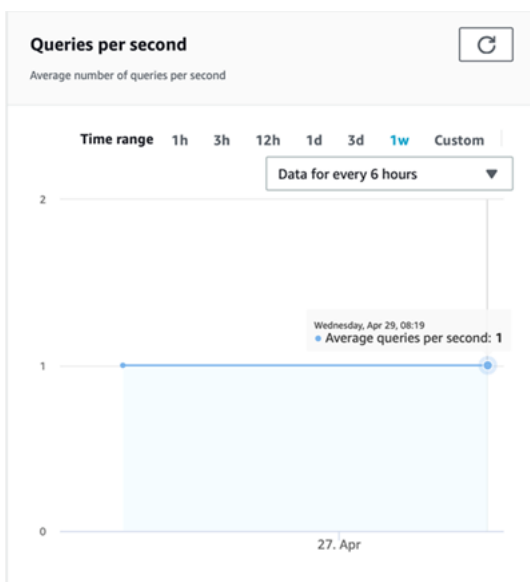 Queries per second
Average number of queries per second
Time range 1h 3h 12h 1d 3d 1w Custom
Data for every 6 hours
2
Wednesday, Apr 29, 08:19
Average queries per second: 1
1
0
27. Apr